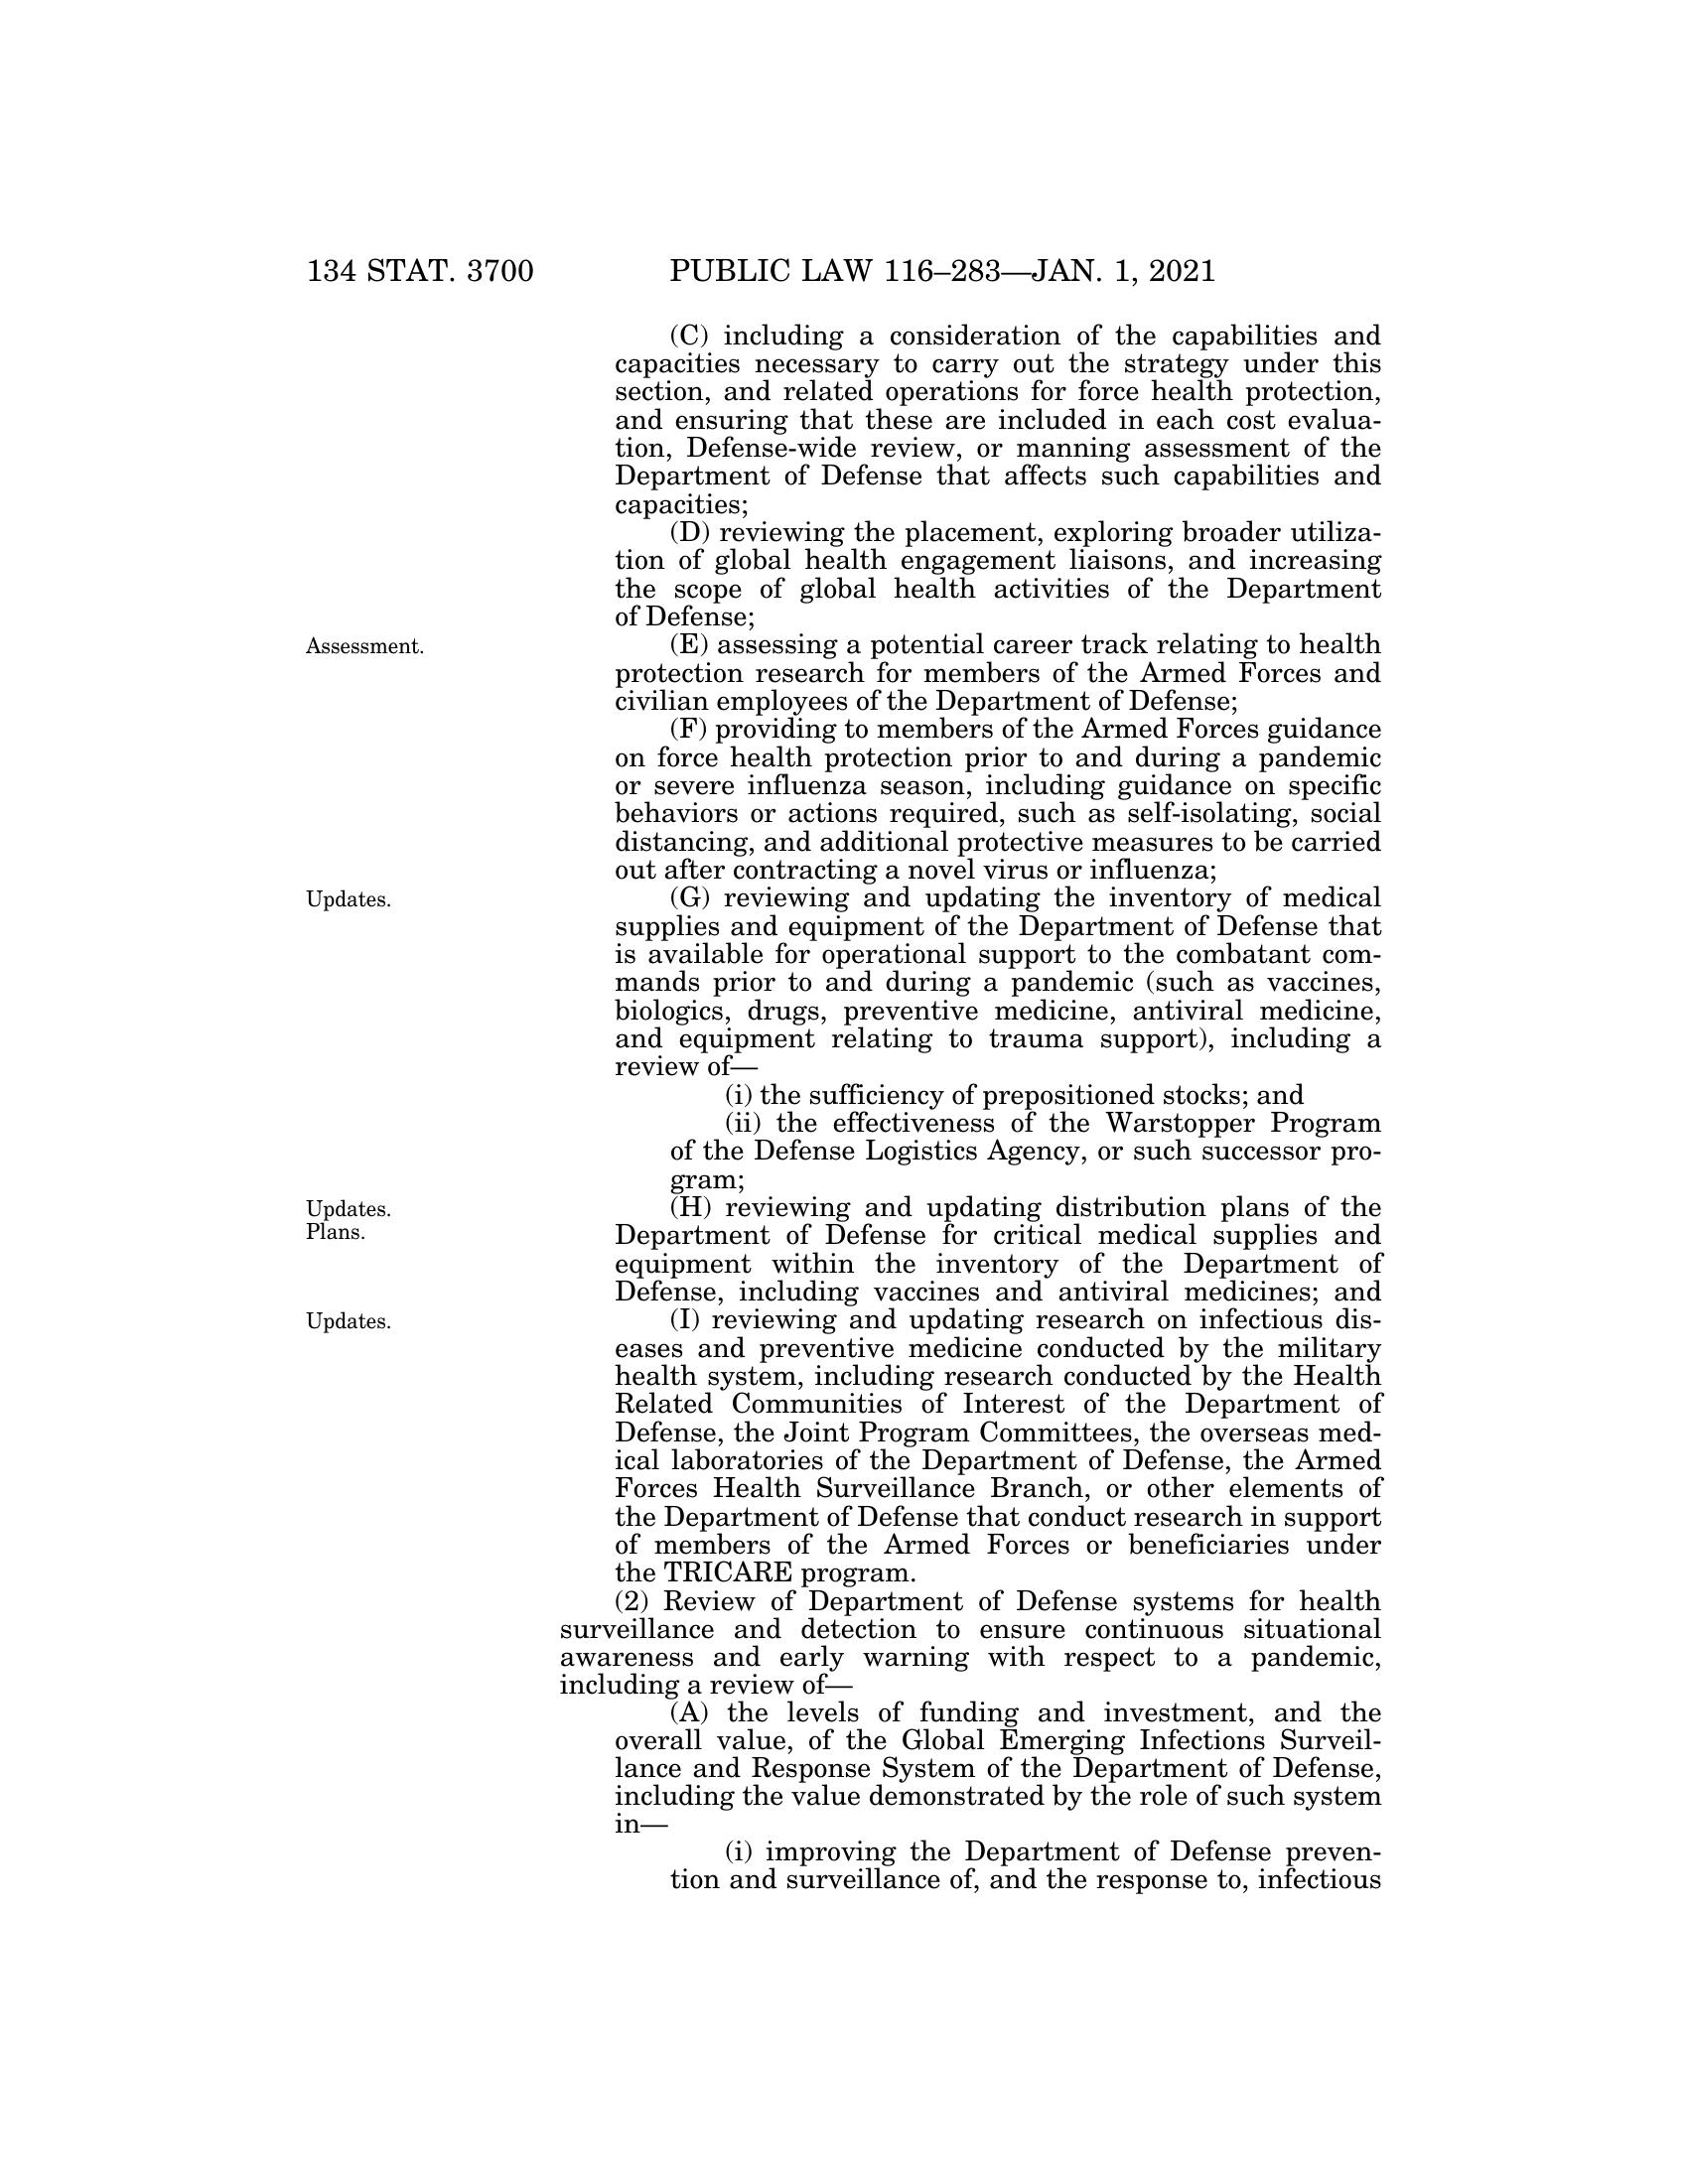 134 STAT. 3700 PUBLIC LAW 116–283—JAN. 1, 2021
(C) including a consideration of the capabilities and
capacities necessary to carry out the strategy under this
section, and related operations for force health protection,
and ensuring that these are included in each cost evalua-
tion, Defense-wide review, or manning assessment of the
Department of Defense that affects such capabilities and
capacities;
(D) reviewing the placement, exploring broader utiliza-
tion of global health engagement liaisons, and increasing
the scope of global health activities of the Department
of Defense;
Assessment.
(E) assessing a potential career track relating to health
protection research for members of the Armed Forces and
civilian employees of the Department of Defense;
(F) providing to members of the Armed Forces guidance
on force health protection prior to and during a pandemic
or severe influenza season, including guidance on specific
behaviors or actions required, such as self-isolating, social
distancing, and additional protective measures to be carried
out after contracting a novel virus or influenza;
Updates.
(G) reviewing and updating the inventory of medical
supplies and equipment of the Department of Defense that
is available for operational support to the combatant com-
mands prior to and during a pandemic (such as vaccines,
biologics, drugs, preventive medicine, antiviral medicine,
and equipment relating to trauma support), including a
review of—
(i) the sufficiency of prepositioned stocks; and
(ii) the effectiveness of the Warstopper Program
of the Defense Logistics Agency, or such successor pro-
gram;
Updates.
Plans.
(H) reviewing and updating distribution plans of the
Department of Defense for critical medical supplies and
equipment within the inventory of the Department of
Defense, including vaccines and antiviral medicines; and
Updates.
(I) reviewing and updating research on infectious dis-
eases and preventive medicine conducted by the military
health system, including research conducted by the Health
Related Communities of Interest of the Department of
Defense, the Joint Program Committees, the overseas med-
ical laboratories of the Department of Defense, the Armed
Forces Health Surveillance Branch, or other elements of
the Department of Defense that conduct research in support
of members of the Armed Forces or beneficiaries under
the TRICARE program.
(2) Review of Department of Defense systems for health
surveillance and detection to ensure continuous situational
awareness and early warning with respect to a pandemic,
including a review of—
(A) the levels of funding and investment, and the
overall value, of the Global Emerging Infections Surveil-
lance and Response System of the Department of Defense,
including the value demonstrated by the role of such system
in—
(i) improving the Department of Defense preven-
tion and surveillance of, and the response to, infectious